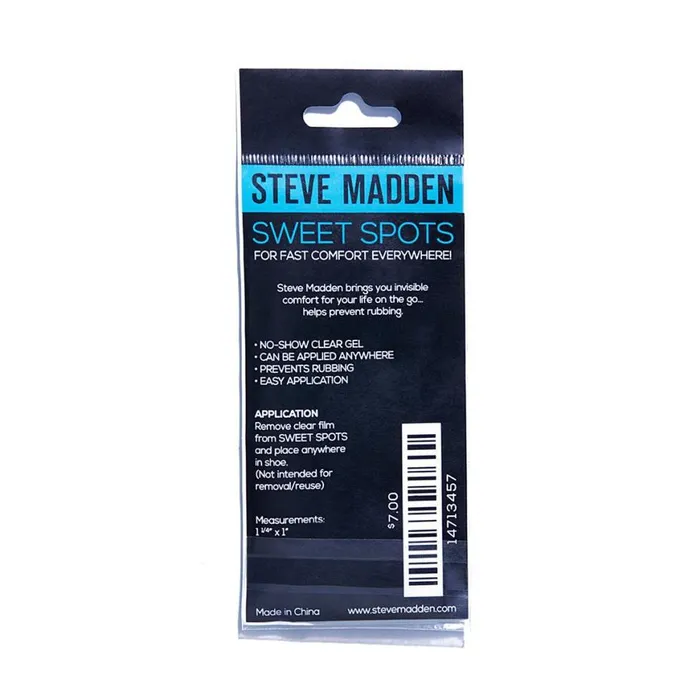 STEVE MADDEN
SWEET SPOTS
FOR FAST COMFORT EVERYWHERE!
Steve Madden brings you invisible
comfort for your life on the go...
helps prevent rubbing.
• NO-SHOW CLEAR GEL
• CAN BE APPLIED ANYWHERE
• PREVENTS RUBBING
• EASY APPLICATION
APPLICATION
Remove clear film
from SWEET SPOTS
and place anywhere
in shoe.
(Not intended for
removal/reuse)
Measurements:
1 1/4" x 1"
$7.00
14713457
Made in China
www.stevemadden.com